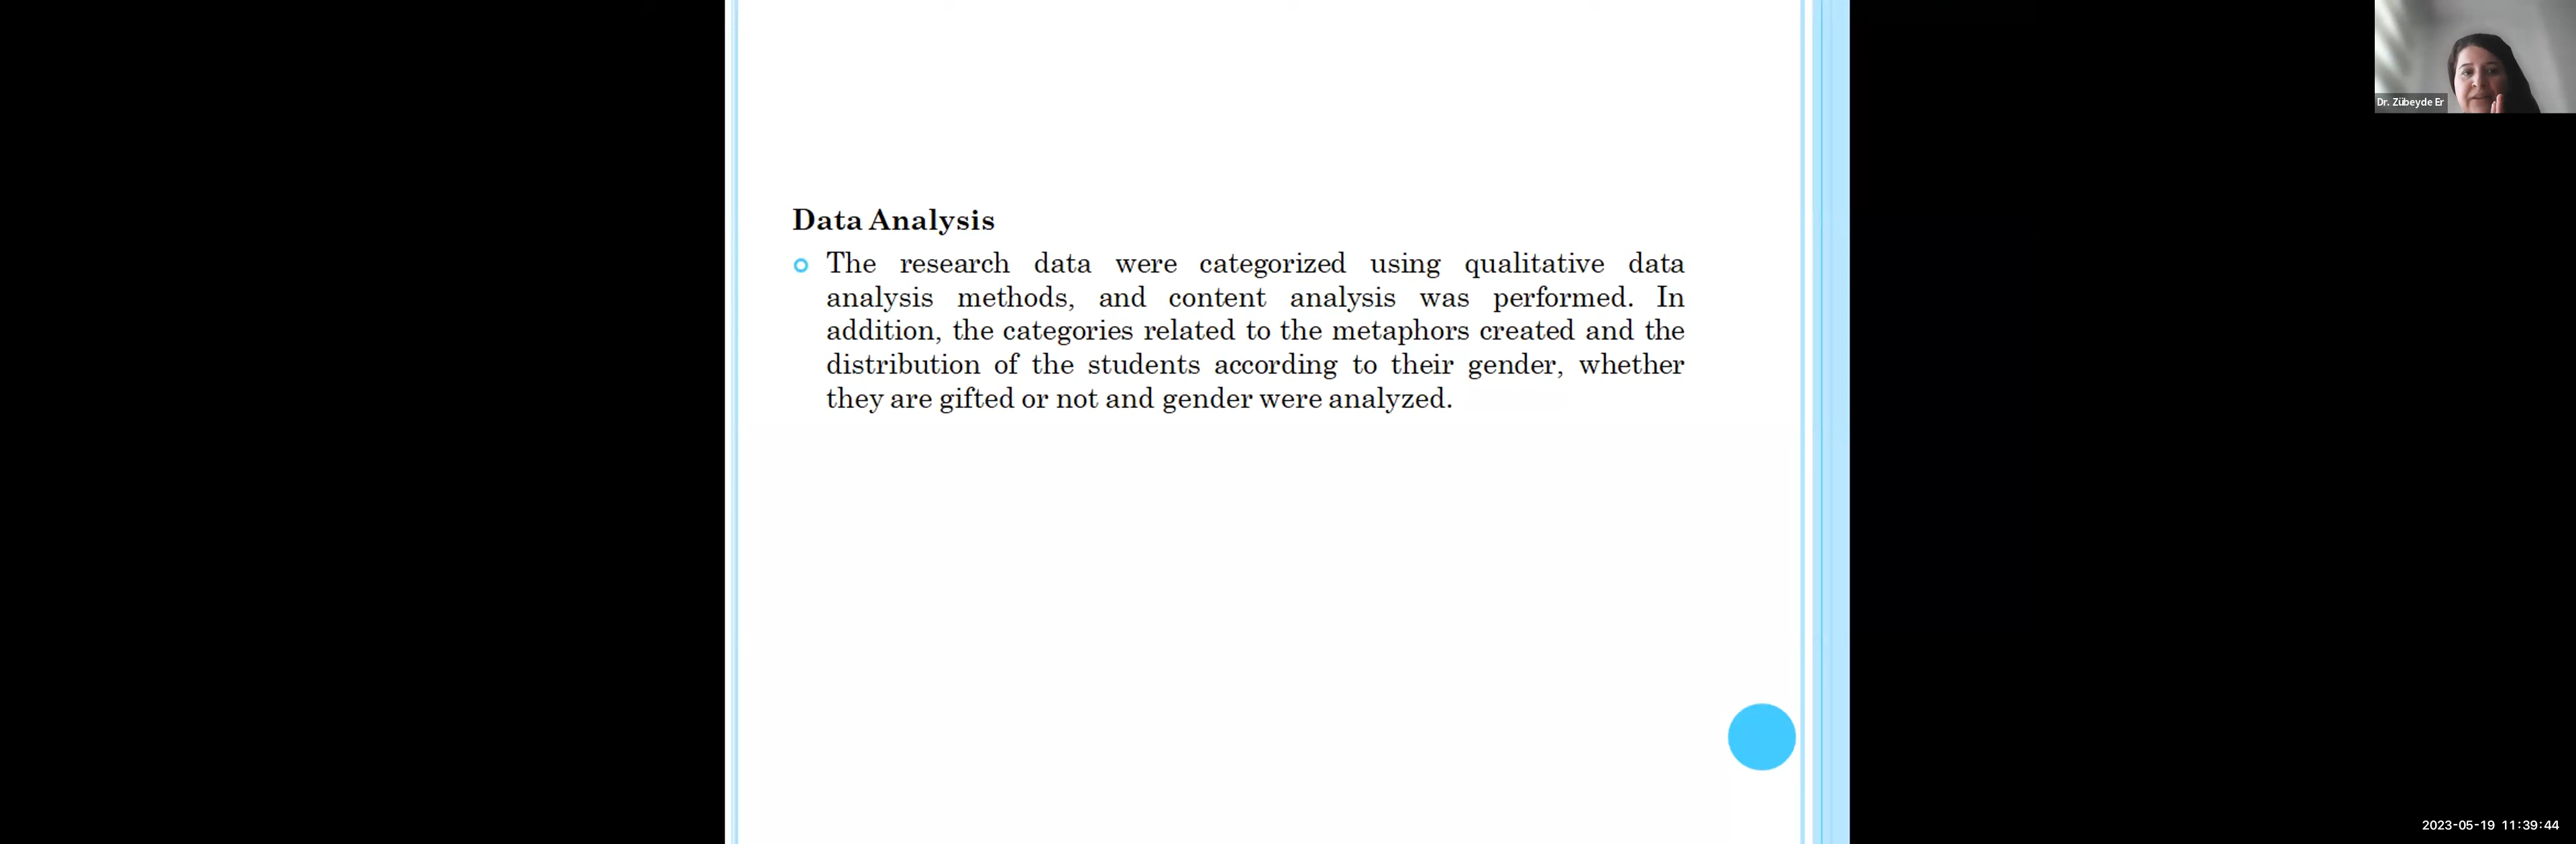 Dr. Zübeyde Er
Data Analysis
The research data were categorized using qualitative data
analysis methods, and content analysis was performed. In
addition, the categories related to the metaphors created and the
distribution of the students according to their gender, whether
they are gifted or not and gender were analyzed.
2023-05-19 11:39:44